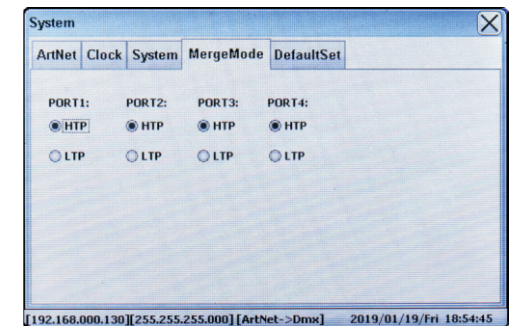 System
ArtNet Clock System MergeMode DefaultSet
PORT1: PORT2: PORT3: PORT4:
HTP HTP HTP HTP
LTP LTP LTP LTP
[192.168.000.130][255.255.255.000][ArtNet->Dmx] 2019/01/19/Fri 18:54:45